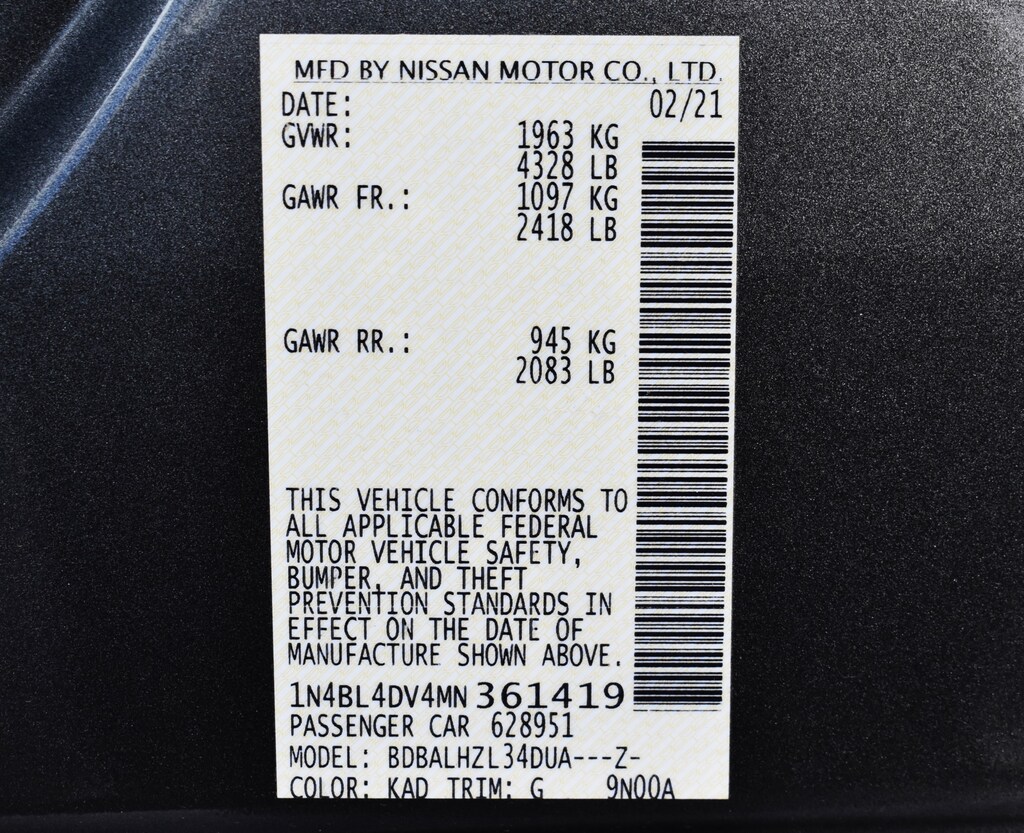 MFD BY NISSAN MOTOR CO., LTD.
DATE: 02/21
GVWR: 1963 KG
4328 LB
GAWR FR.: 1097 KG
2418 LB
GAWR RR.: 945 KG
2083 LB
THIS VEHICLE CONFORMS TO
ALL APPLICABLE FEDERAL
MOTOR VEHICLE SAFETY,
BUMPER, AND THEFT
PREVENTION STANDARDS IN
EFFECT ON THE DATE OF
MANUFACTURE SHOWN ABOVE.
1N4BL4DV4MN 361419
PASSENGER CAR 628951
MODEL: BDBALHZL34DUA---Z-
COLOR: KAD TRIM: G 9N00A